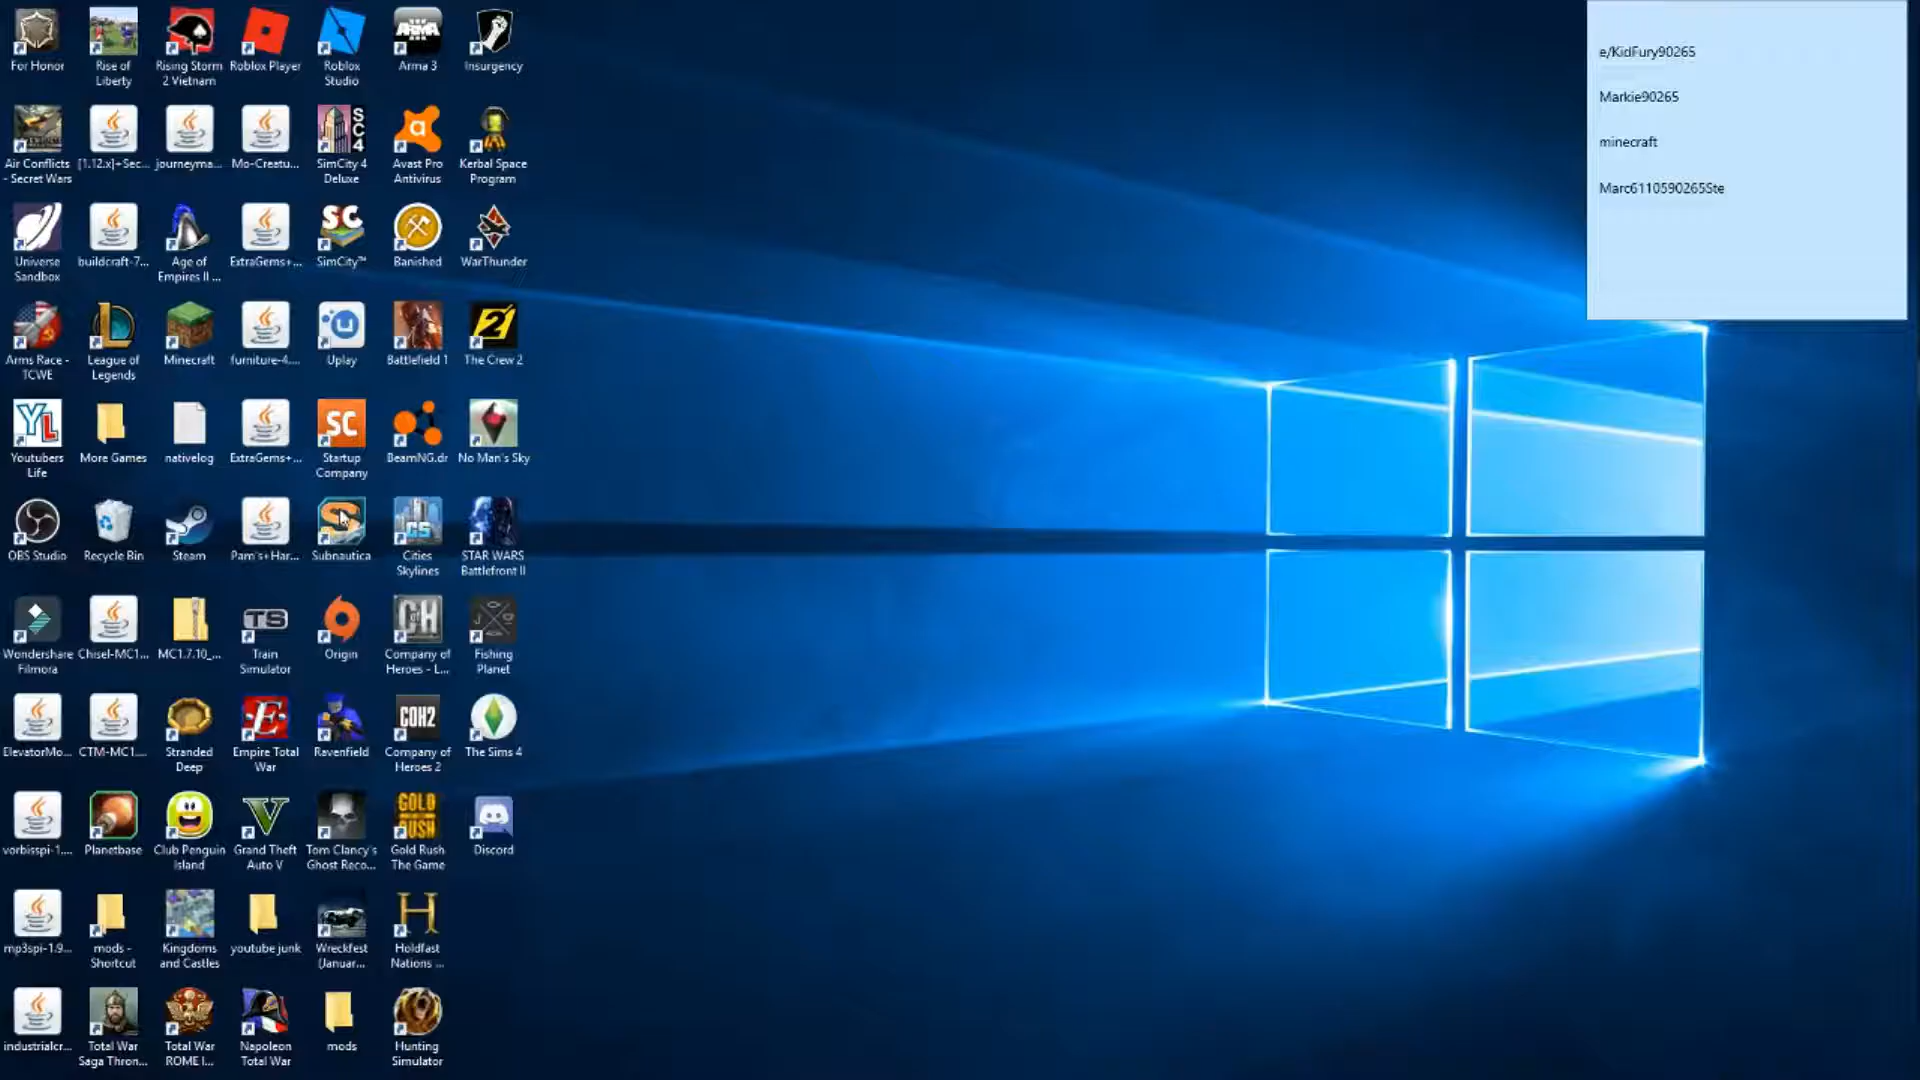 For Honor
Rise of
Liberty
Rising Storm
2 Vietnam
Roblox Player
Roblox
Studio
Arma 3
Insurgency
Air Conflicts
- Secret Wars
[1.12.x]+Sec...
journeyma...
Mo-Creatu...
SimCity 4
Deluxe
Avast Pro
Antivirus
Kerbal Space
Program
Universe
Sandbox
buildcraft-7...
Age of
Empires II ...
ExtraGems+...
SimCity™
Banished
WarThunder
Arms Race -
TCWE
League of
Legends
Minecraft
furniture-4....
Uplay
Battlefield 1
The Crew 2
Youtubers
Life
More Games
nativelog
ExtraGems+...
Startup
Company
BeamNG.dr
No Man's Sky
OBS Studio
Recycle Bin
Steam
Pam's+Har...
Subnautica
Cities
Skylines
STAR WARS
Battlefront II
Wondershare
Filmora
Chisel-MC1...
MC1.7.10_...
Train
Simulator
Origin
Company of
Heroes - L...
Fishing
Planet
ElevatorMo...
CTM-MC1....
Stranded
Deep
Empire Total
War
Ravenfield
Company of
Heroes 2
The Sims 4
vorbisspi-1....
Planetbase
Club Penguin
Island
Grand Theft
Auto V
Tom Clancy's
Ghost Reco...
Gold Rush
The Game
Discord
mp3spi-1.9...
mods -
Shortcut
Kingdoms
and Castles
youtube junk
Wreckfest
(Januar...
Holdfast
Nations ...
industrialcr...
Total War
Saga Thron...
Total War
ROME I...
Napoleon
Total War
mods
Hunting
Simulator
e/KidFury90265
Markie90265
minecraft
Marc6110590265Ste